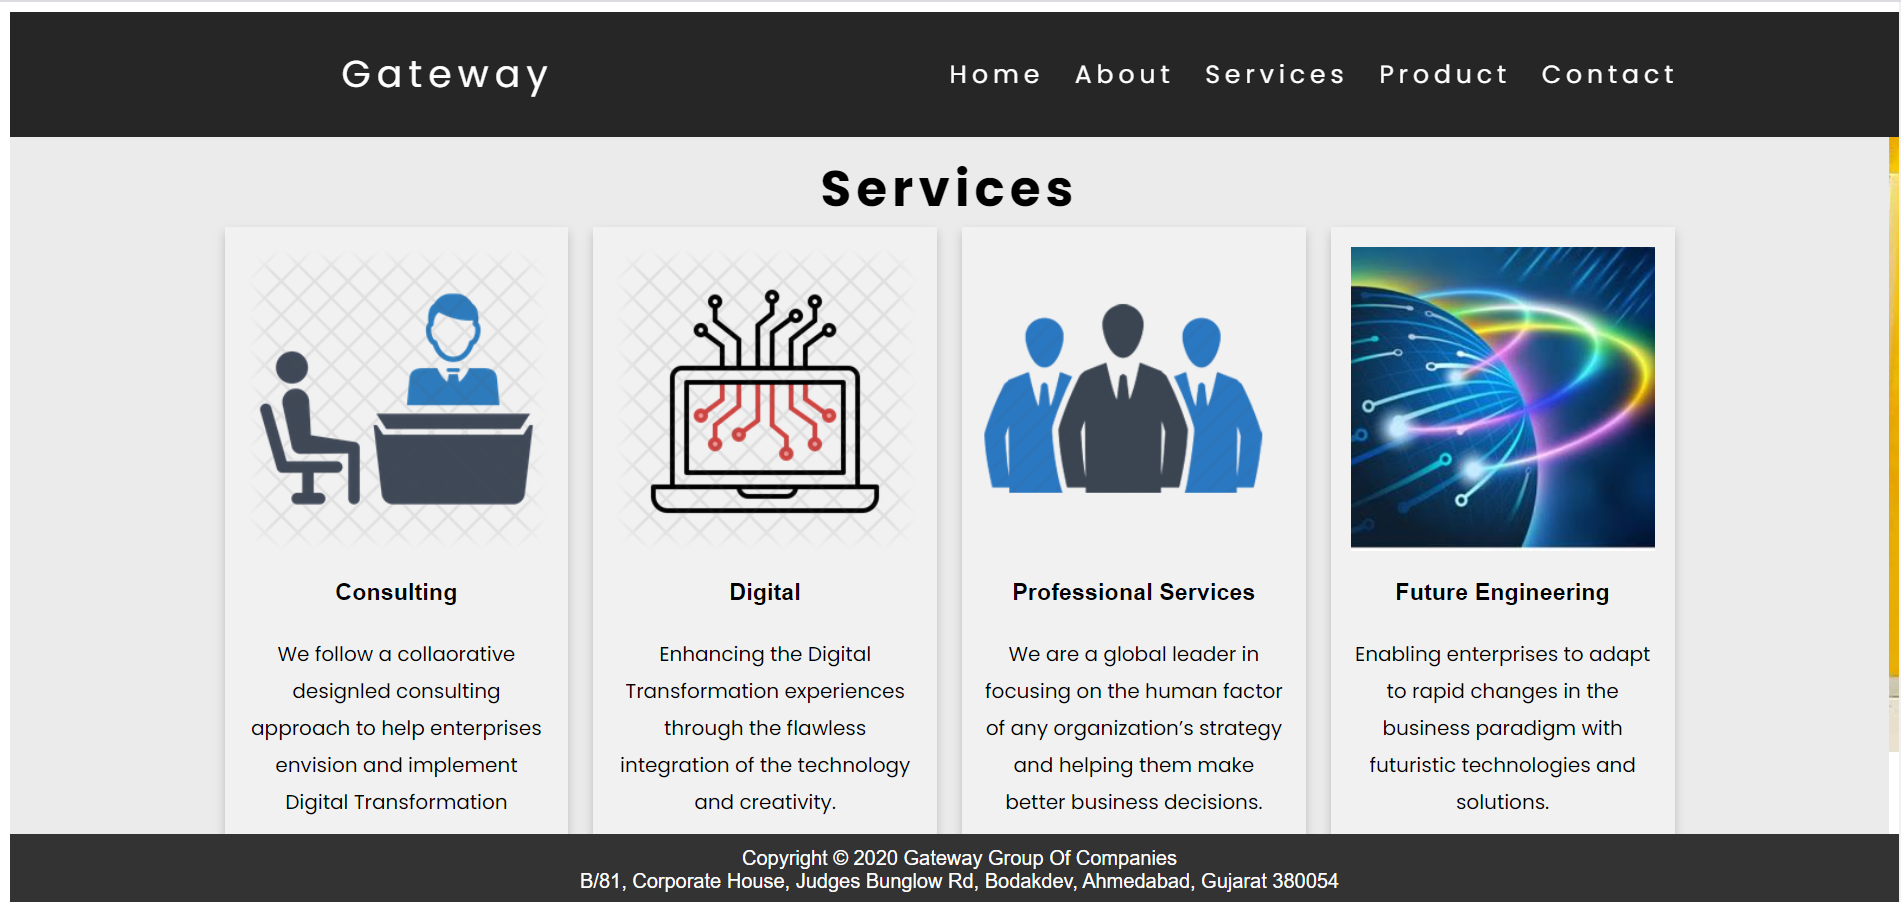 Gateway
Home About Services Product Contact
Services
Consulting
We follow a collaorative
designled consulting
approach to help enterprises
envision and implement
Digital Transformation
Digital
Enhancing the Digital
Transformation experiences
through the flawless
integration of the technology
and creativity.
Professional Services
We are a global leader in
focusing on the human factor
of any organization’s strategy
and helping them make
better business decisions.
Future Engineering
Enabling enterprises to adapt
to rapid changes in the
business paradigm with
futuristic technologies and
solutions.
Copyright © 2020 Gateway Group Of Companies
B/81, Corporate House, Judges Bunglow Rd, Bodakdev, Ahmedabad, Gujarat 380054